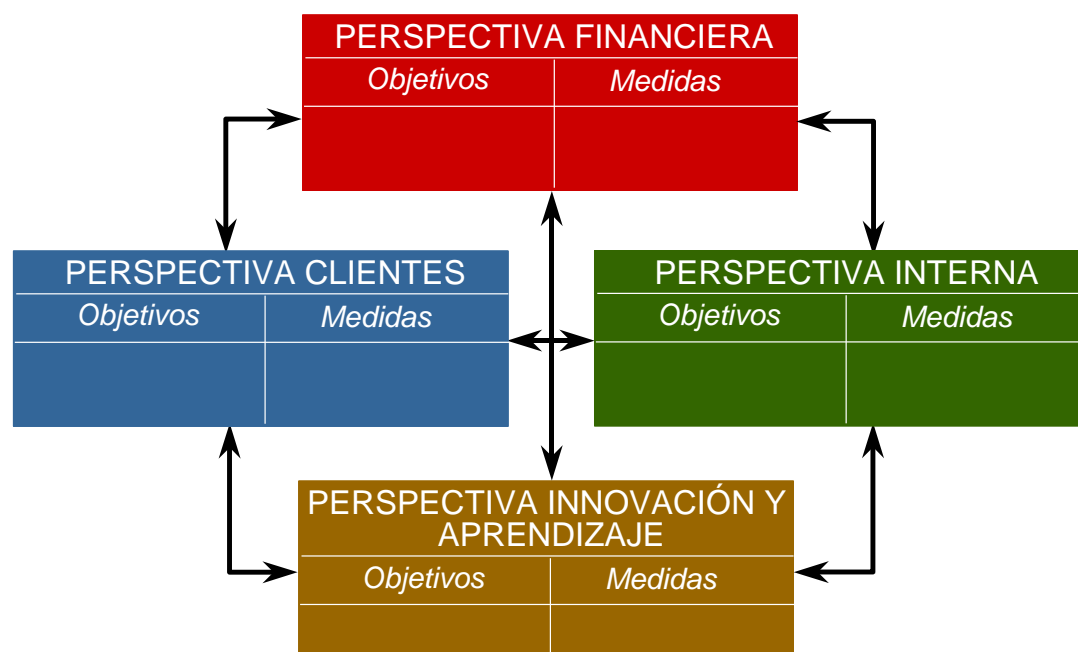 PERSPECTIVA FINANCIERA
Objetivos Medidas
PERSPECTIVA CLIENTES
Objetivos Medidas
PERSPECTIVA INTERNA
Objetivos Medidas
PERSPECTIVA INNOVACIÓN Y
APRENDIZAJE
Objetivos Medidas